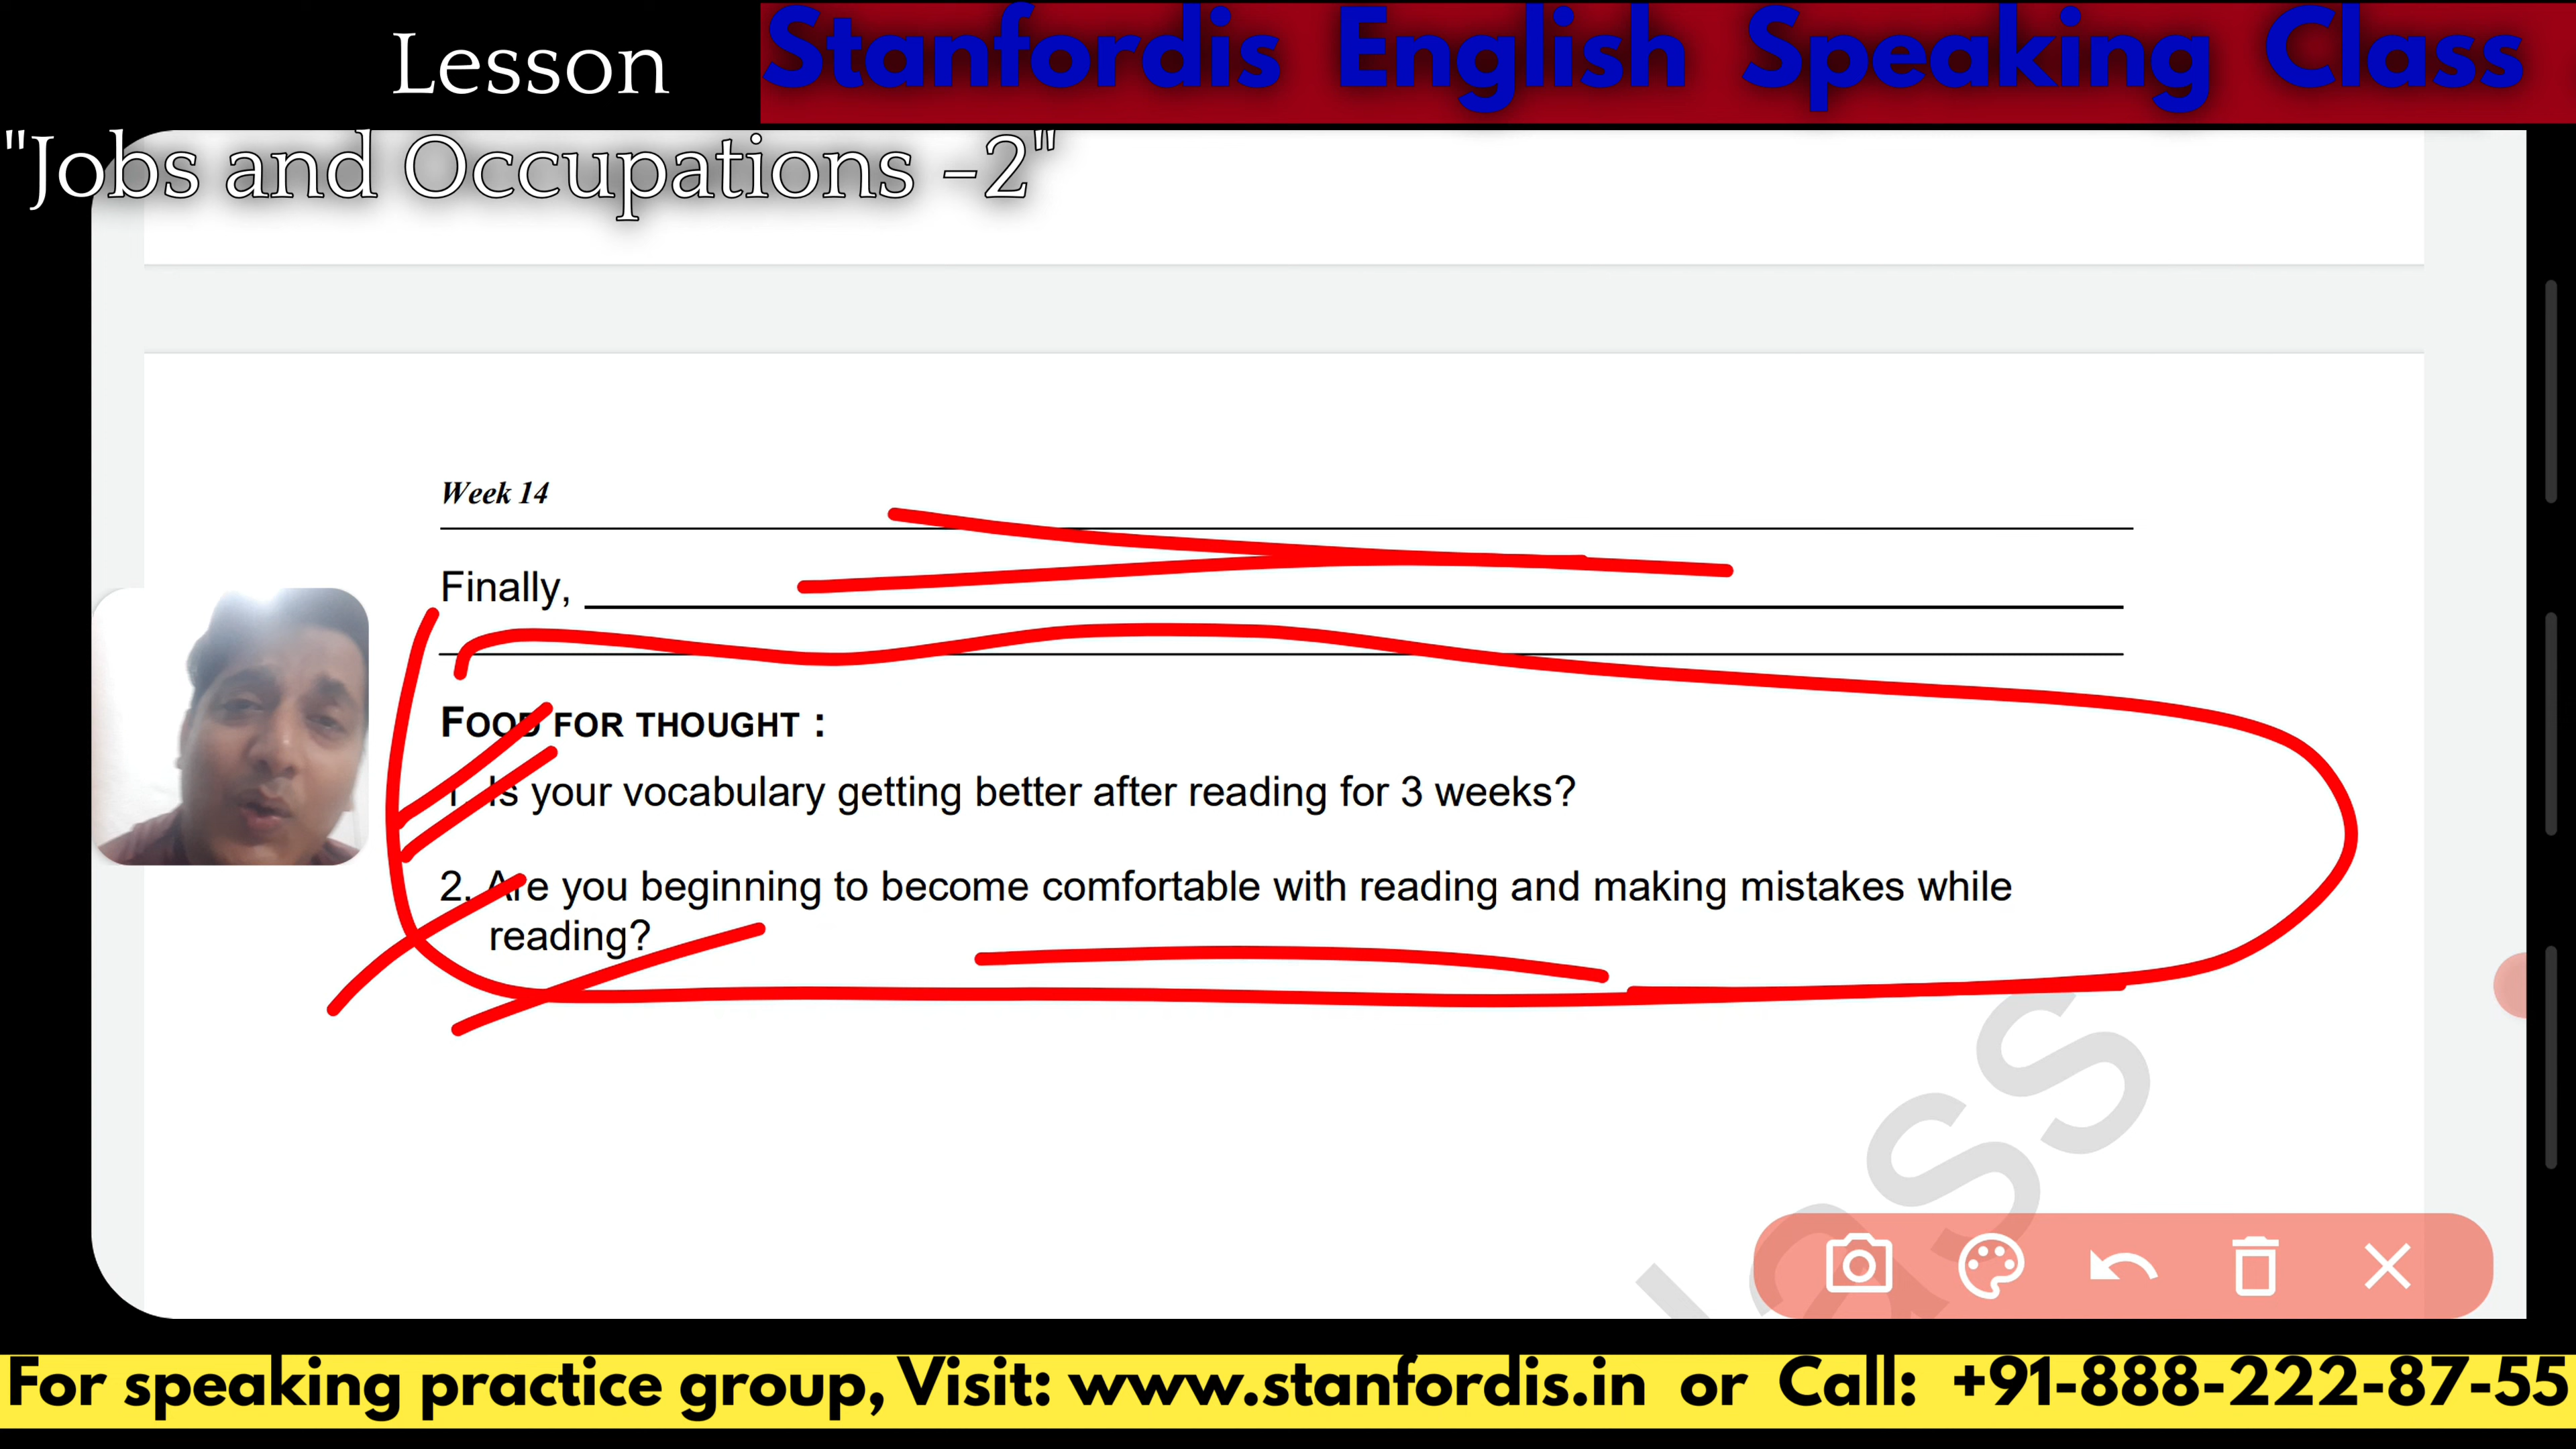 Lesson
Stanfordis English Speaking Class
"Jobs and Occupations -2"
Week 14
Finally,
FOOD FOR THOUGHT :
1. Is your vocabulary getting better after reading for 3 weeks?
2. Are you beginning to become comfortable with reading and making mistakes while
reading?
lass
For speaking practice group, Visit: www.stanfordis.in or Call: +91-888-222-87-55